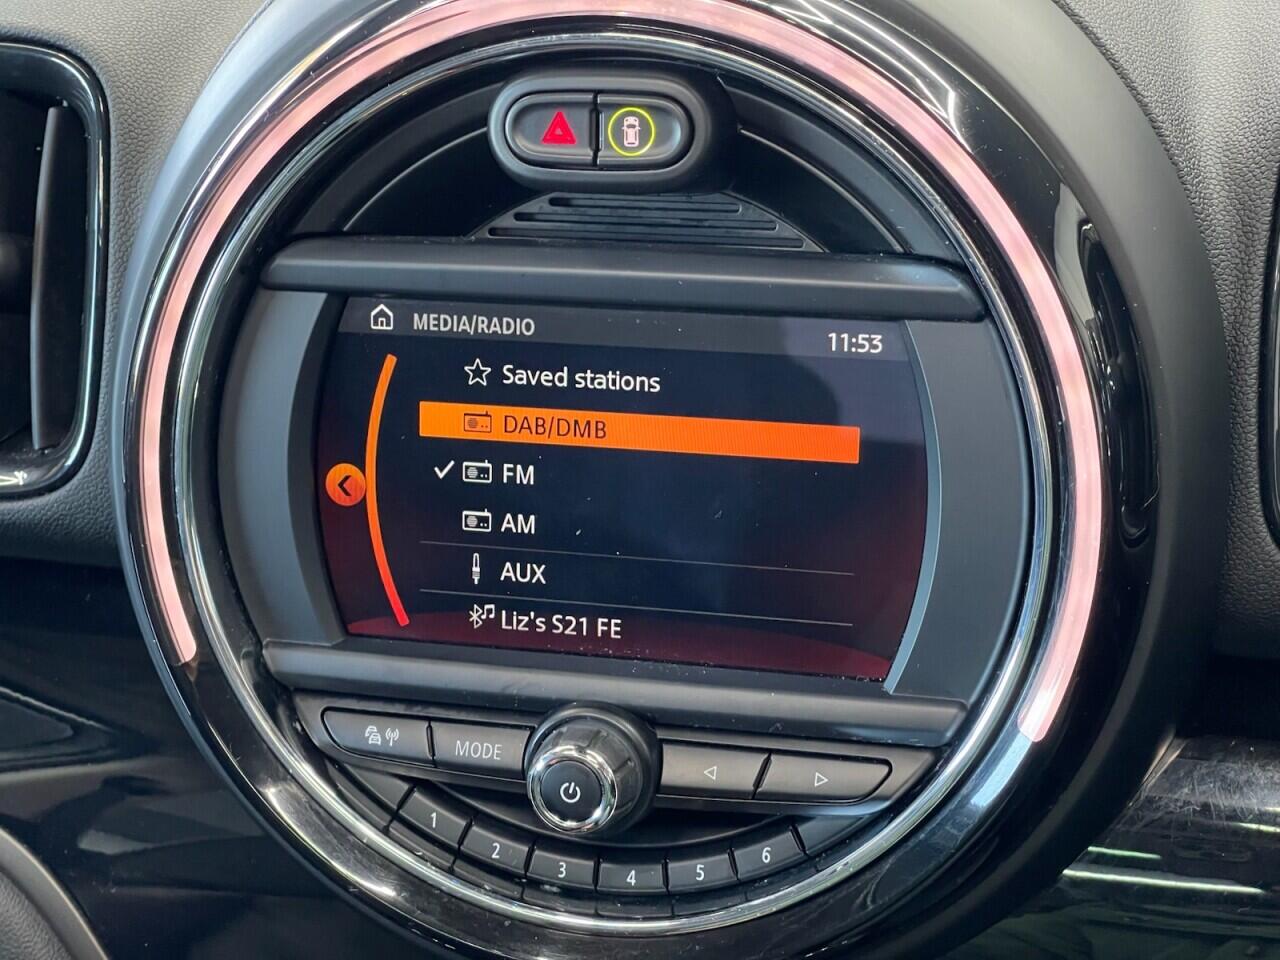 MEDIA/RADIO
11:53
Saved stations
DAB/DMB
FM
AM
AUX
Liz's S21 FE
MODE
1
2
3
4
5
6